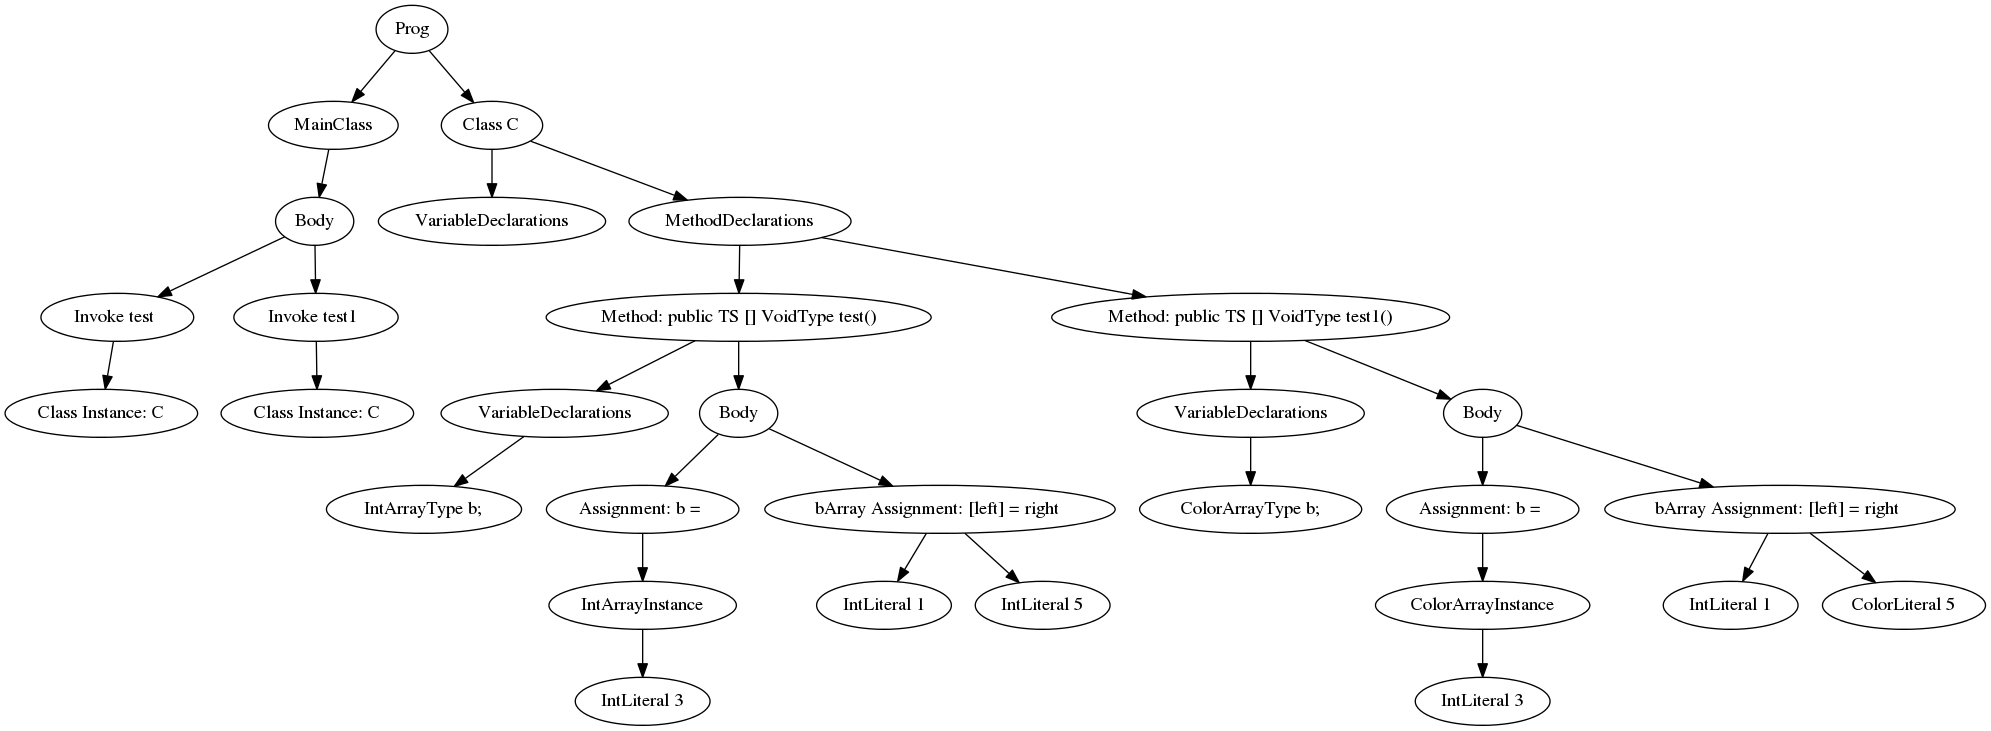 Prog
MainClass
Class C
Body
VariableDeclarations
MethodDeclarations
Invoke test
Invoke test1
Method: public TS [] VoidType test()
Method: public TS [] VoidType test1()
Class Instance: C
Class Instance: C
VariableDeclarations
Body
VariableDeclarations
Body
IntArrayType b;
Assignment: b =
bArray Assignment: [left] = right
ColorArrayType b;
Assignment: b =
bArray Assignment: [left] = right
IntArrayInstance
IntLiteral 1
IntLiteral 5
ColorArrayInstance
IntLiteral 1
ColorLiteral 5
IntLiteral 3
IntLiteral 3